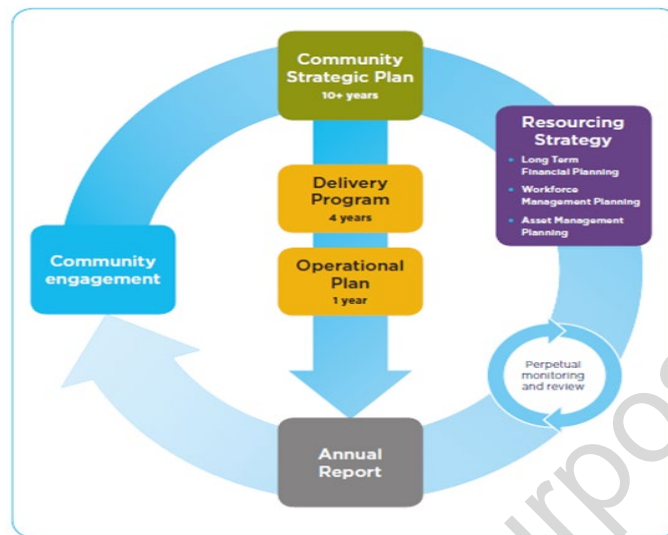 Community
Strategic Plan
10+ years
Resourcing
Strategy
Long Term
Financial Planning
Workforce
Management Planning
Asset Management
Planning
Delivery
Program
4 years
Community
engagement
Operational
Plan
1 year
Perpetual
monitoring
and review
Annual
Report